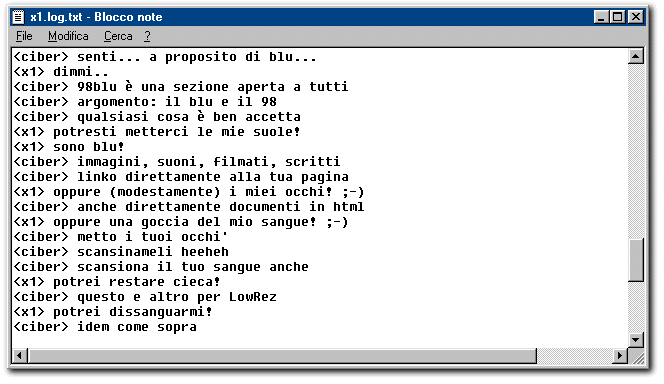 x1.log.txt - Blocco note
File Modifica Cerca ?
<ciber> senti... a proposito di blu...
<x1> dimmi..
<ciber> 98blu è una sezione aperta a tutti
<ciber> argomento: il blu e il 98
<ciber> qualsiasi cosa è ben accetta
<x1> potresti metterci le mie suole!
<x1> sono blu!
<ciber> immagini, suoni, filmati, scritti
<ciber> linko direttamente alla tua pagina
<x1> oppure (modestamente) i miei occhi! ;-)
<ciber> anche direttamente documenti in html
<x1> oppure una goccia del mio sangue! ;-)
<ciber> metto i tuoi occhi'
<ciber> scansinameli heeheh
<ciber> scansiona il tuo sangue anche
<x1> potrei restare cieca!
<ciber> questo e altro per LowRez
<x1> potrei dissanguarmi!
<ciber> idem come sopra